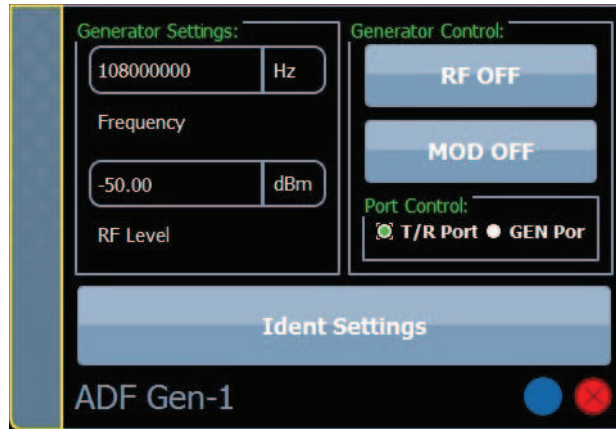 Generator Settings:
108000000 Hz
Frequency
-50.00 dBm
RF Level
Generator Control:
RF OFF
MOD OFF
Port Control:
T/R Port GEN Por
Ident Settings
ADF Gen-1